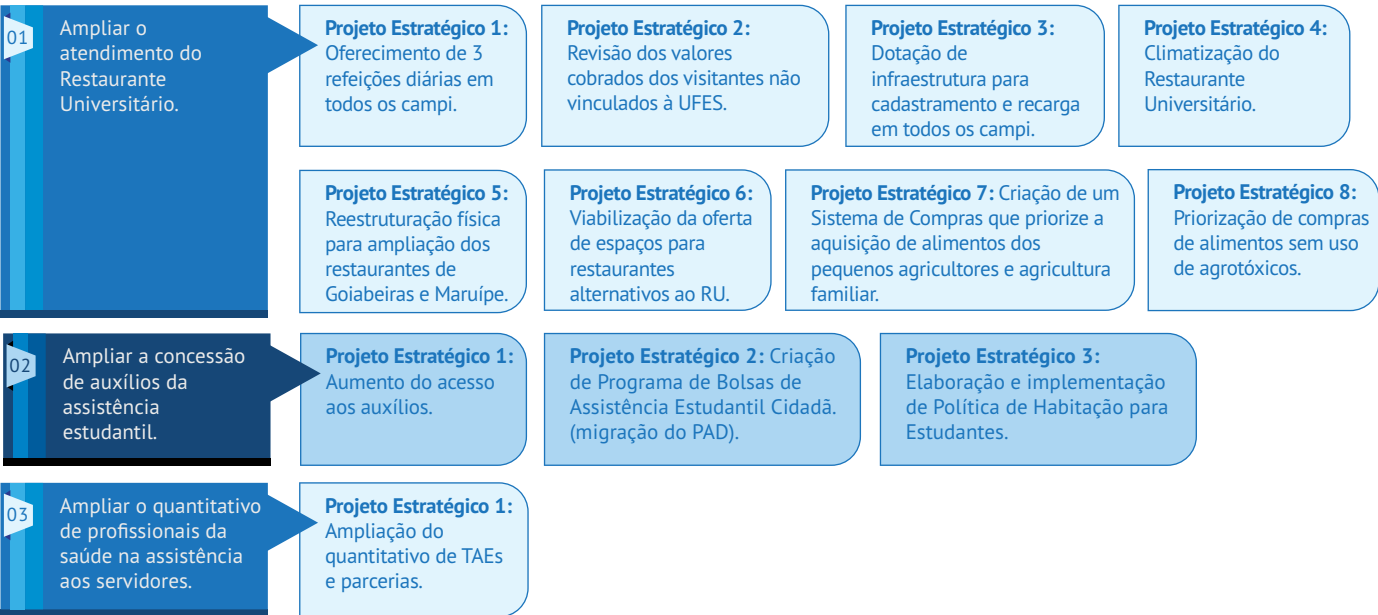 01
Ampliar o
atendimento do
Restaurante
Universitário.
Projeto Estratégico 1:
Oferecimento de 3
refeições diárias em
todos os campi.
Projeto Estratégico 2:
Revisão dos valores
cobrados dos visitantes não
vinculados à UFES.
Projeto Estratégico 3:
Dotação de
infraestrutura para
cadastramento e recarga
em todos os campi.
Projeto Estratégico 4:
Climatização do
Restaurante
Universitário.
Projeto Estratégico 5:
Reestruturação física
para ampliação dos
restaurantes de
Goiabeiras e Maruípe.
Projeto Estratégico 6:
Viabilização da oferta
de espaços para
restaurantes
alternativos ao RU.
Projeto Estratégico 7: Criação de um
Sistema de Compras que priorize a
aquisição de alimentos dos
pequenos agricultores e agricultura
familiar.
Projeto Estratégico 8:
Priorização de compras
de alimentos sem uso
de agrotóxicos.
02
Ampliar a concessão
de auxílios da
assistência
estudantil.
Projeto Estratégico 1:
Aumento do acesso
aos auxílios.
Projeto Estratégico 2: Criação
de Programa de Bolsas de
Assistência Estudantil Cidadã.
(migração do PAD).
Projeto Estratégico 3:
Elaboração e implementação
de Política de Habitação para
Estudantes.
03
Ampliar o quantitativo
de profissionais da
saúde na assistência
aos servidores.
Projeto Estratégico 1:
Ampliação do
quantitativo de TAEs
e parcerias.